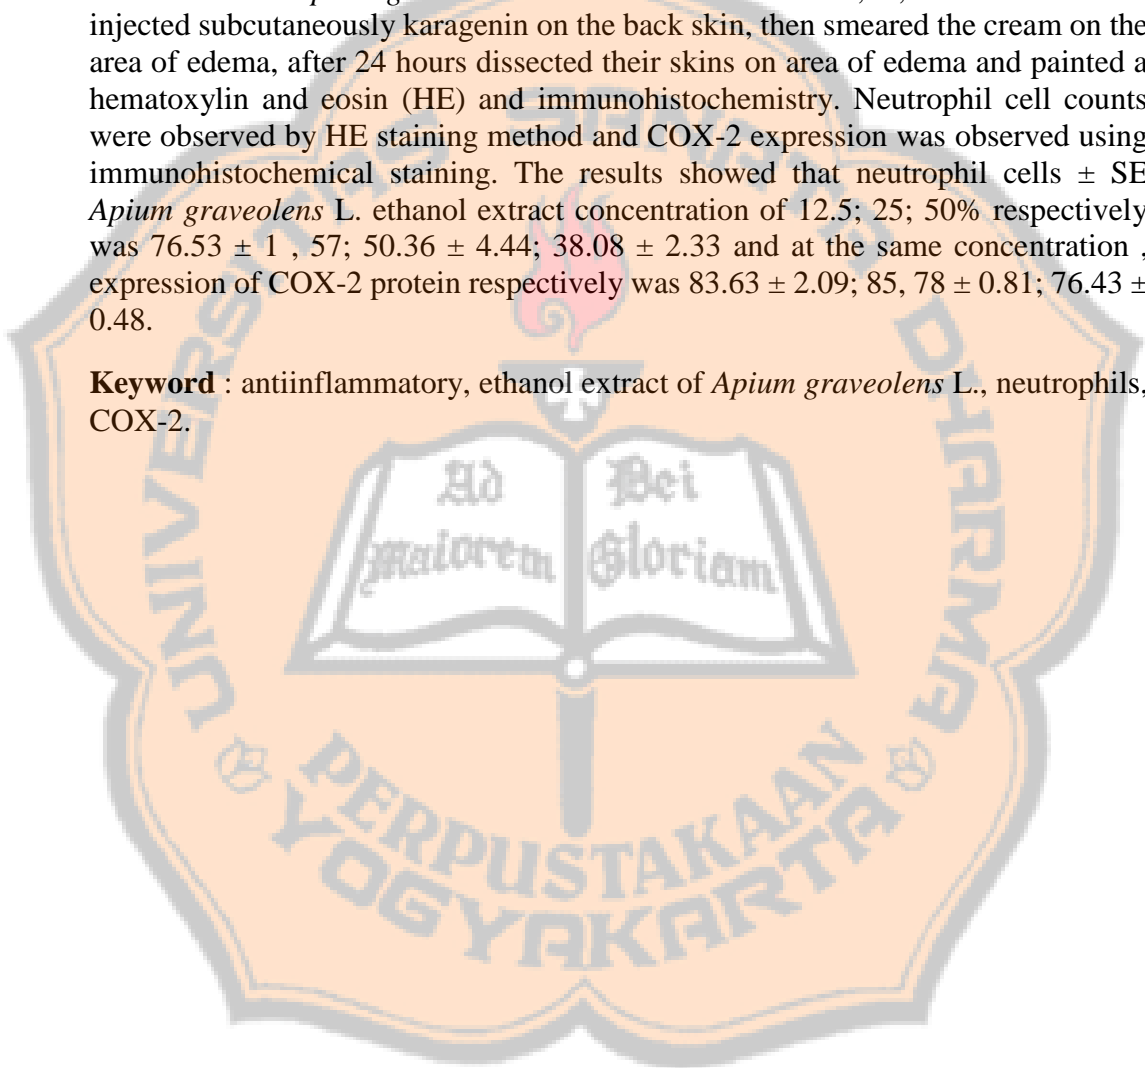 injected subcutaneously karagenin on the back skin, then smeared the cream on the
area of edema, after 24 hours dissected their skins on area of edema and painted a
hematoxylin and eosin (HE) and immunohistochemistry. Neutrophil cell counts
were observed by HE staining method and COX-2 expression was observed using
immunohistochemical staining. The results showed that neutrophil cells ± SE
Apium graveolens L. ethanol extract concentration of 12.5; 25; 50% respectively
was 76.53 ± 1 , 57; 50.36 ± 4.44; 38.08 ± 2.33 and at the same concentration ,
expression of COX-2 protein respectively was 83.63 ± 2.09; 85, 78 ± 0.81; 76.43 ±
0.48.
Keyword : antiinflammatory, ethanol extract of Apium graveolens L., neutrophils,
COX-2.
UNIVERSITAS SANATA DHARMA
Ad Dei
maiorem Gloriam
PERPUSTAKAAN
YOGYAKARTA